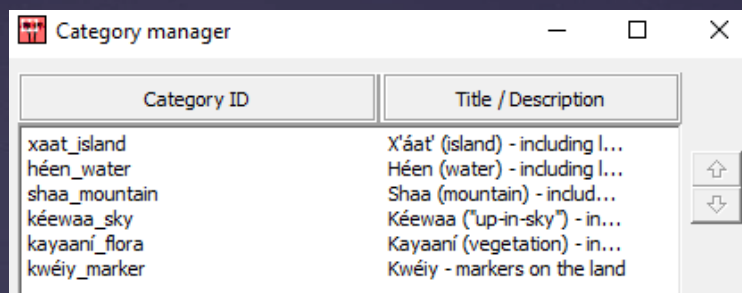 Category manager
Category ID Title / Description
xaat_island X'áat' (island) - including l...
héen_water Héen (water) - including l...
shaa_mountain Shaa (mountain) - includ...
kéewaa_sky Kéewaa ("up-in-sky") - in...
kayaaní_flora Kayaaní (vegetation) - in...
kwéiy_marker Kwéiy - markers on the land